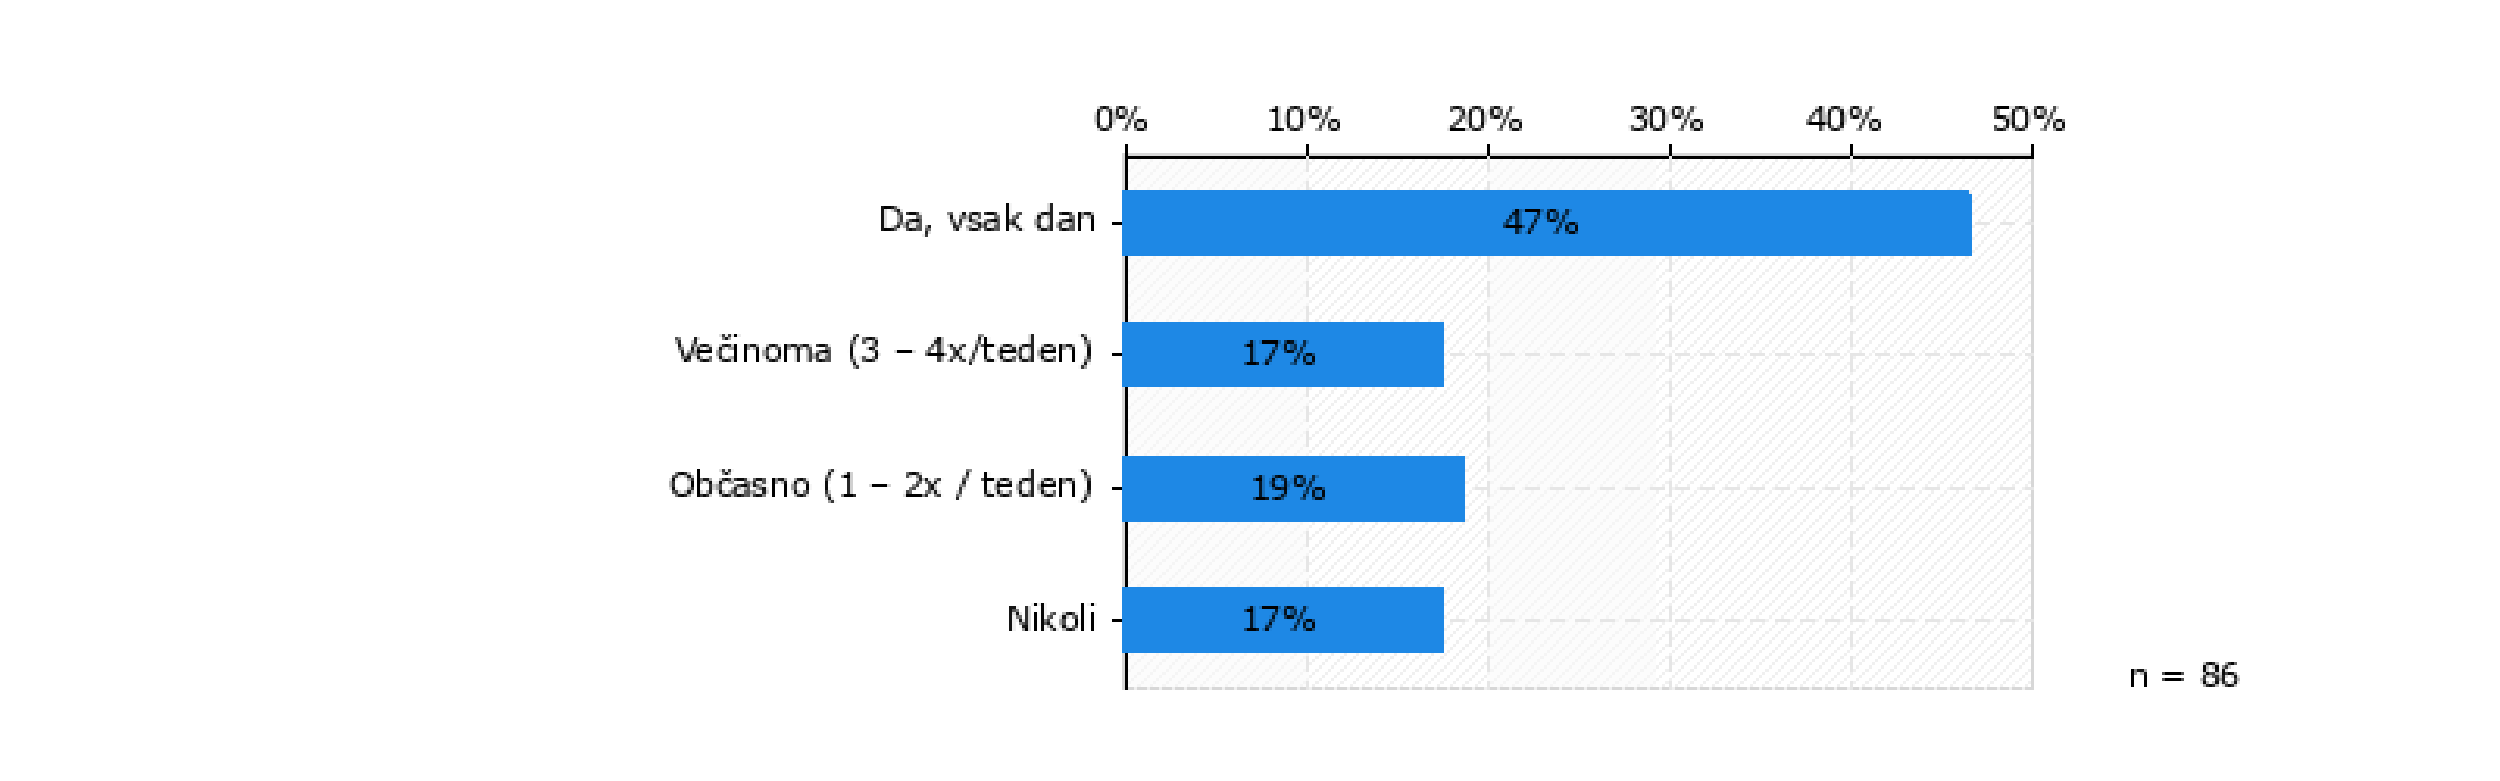 0% 10% 20% 30% 40% 50%
Da, vsak dan 47%
Večinoma (3 – 4x/teden) 17%
Občasno (1 – 2x / teden) 19%
Nikoli 17%
n = 86